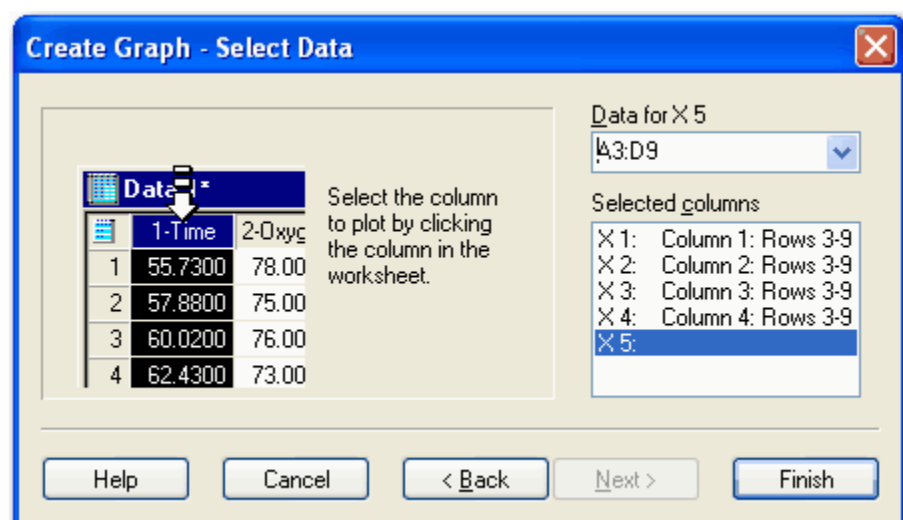 Create Graph - Select Data
Data for X 5
A3:D9
Select the column
to plot by clicking
the column in the
worksheet.
1-Time 2-Oxyg
1 55.7300 78.00
2 57.8800 75.00
3 60.0200 76.00
4 62.4300 73.00
Selected columns
X 1: Column 1: Rows 3-9
X 2: Column 2: Rows 3-9
X 3: Column 3: Rows 3-9
X 4: Column 4: Rows 3-9
X 5:
Help Cancel < Back Next > Finish